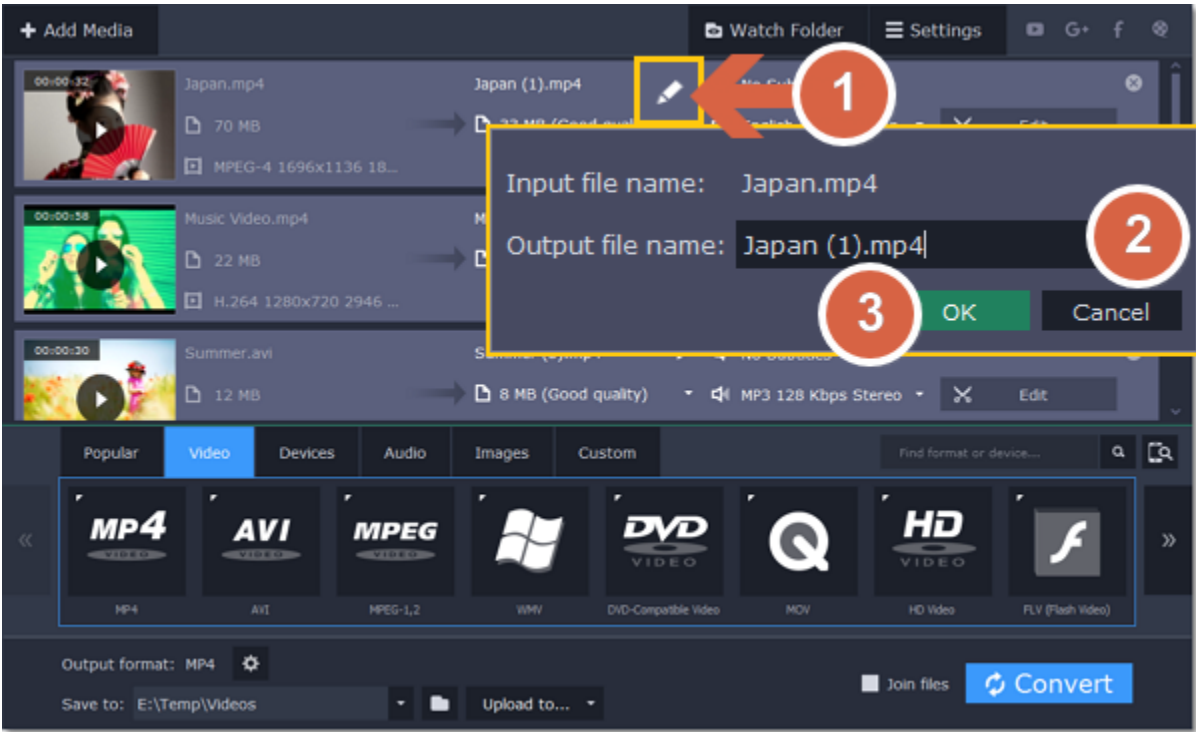 Add Media
Watch Folder
Settings
G+
00:00:32
Japan.mp4
Japan (1).mp4
1
70 MB
MPEG-4 1696x1136 18...
Edit
Input file name: Japan.mp4
Output file name: Japan (1).mp4
2
3
OK
Cancel
00:00:58
Music Video.mp4
22 MB
H.264 1280x720 2946 ...
00:00:30
Summer.avi
12 MB
8 MB (Good quality)
MP3 128 Kbps Stereo
Edit
Popular
Video
Devices
Audio
Images
Custom
Find format or device....
MP4 VIDEO
AVI VIDEO
MPEG VIDEO
DVD VIDEO
HD VIDEO
MP4
AVI
MPEG-1,2
WMV
DVD-Compatible Video
MOV
HD Video
FLV (Flash Video)
Output format: MP4
Join files
Convert
Save to: E:\Temp\Videos
Upload to...